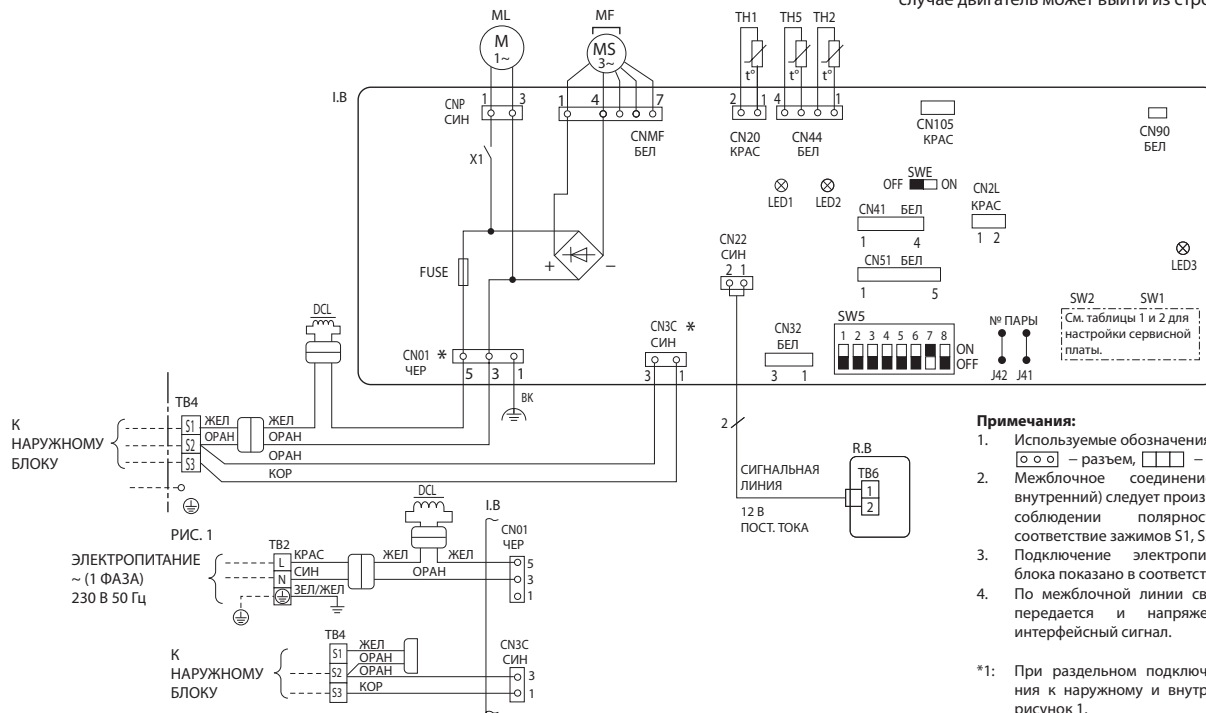 случае двигатель может выйти из стро
ML
MF
TH1
TH5
TH2
M
1~
MS
3~
t°
t°
t°
I.B
CNP
СИН
1
3
1
4
7
CNMF
БЕЛ
2
1
CN20
КРАС
4
1
CN44
БЕЛ
CN105
КРАС
CN90
БЕЛ
X1
LED1
LED2
SWE
OFF
ON
CN41 БЕЛ
1
4
CN2L
КРАС
1 2
CN51 БЕЛ
1
5
LED3
FUSE
+
–
CN22
СИН
2 1
DCL
CN01
ЧЕР
*
5
3
1
BK
CN3C *
СИН
3
1
CN32
БЕЛ
3 1
SW5
1 2 3 4 5 6 7 8
ON
OFF
№ ПАРЫ
J42 J41
SW2
SW1
См. таблицы 1 и 2 для
настройки сервисной
платы.
К
НАРУЖНОМУ
БЛОКУ
TB4
S1
S2
S3
ЖЕЛ
ЖЕЛ
ОРАН
ОРАН
ОРАН
КОР
2
СИГНАЛЬНАЯ
ЛИНИЯ
12 В
ПОСТ. ТОКА
R.B
TB6
1
2
РИС. 1
ЭЛЕКТРОПИТАНИЕ
~ (1 ФАЗА)
230 В 50 Гц
TB2
L
N
КРАС
СИН
ЗЕЛ/ЖЕЛ
ЖЕЛ
DCL
ЖЕЛ
ОРАН
I.B
CN01
ЧЕР
5
3
1
К
НАРУЖНОМУ
БЛОКУ
TB4
S1
S2
S3
ЖЕЛ
ОРАН
ОРАН
КОР
CN3C
СИН
3
1
Примечания:
1. Используемые обозначения
– разъем, –
2. Межблочное соединени
внутренний) следует произ
соблюдении полярнос
соответствие зажимов S1, S
3. Подключение электропи
блока показано в соответст
4. По межблочной линии св
передается и напряже
интерфейсный сигнал.
*1: При раздельном подключ
ния к наружному и внутр
рисунок 1.